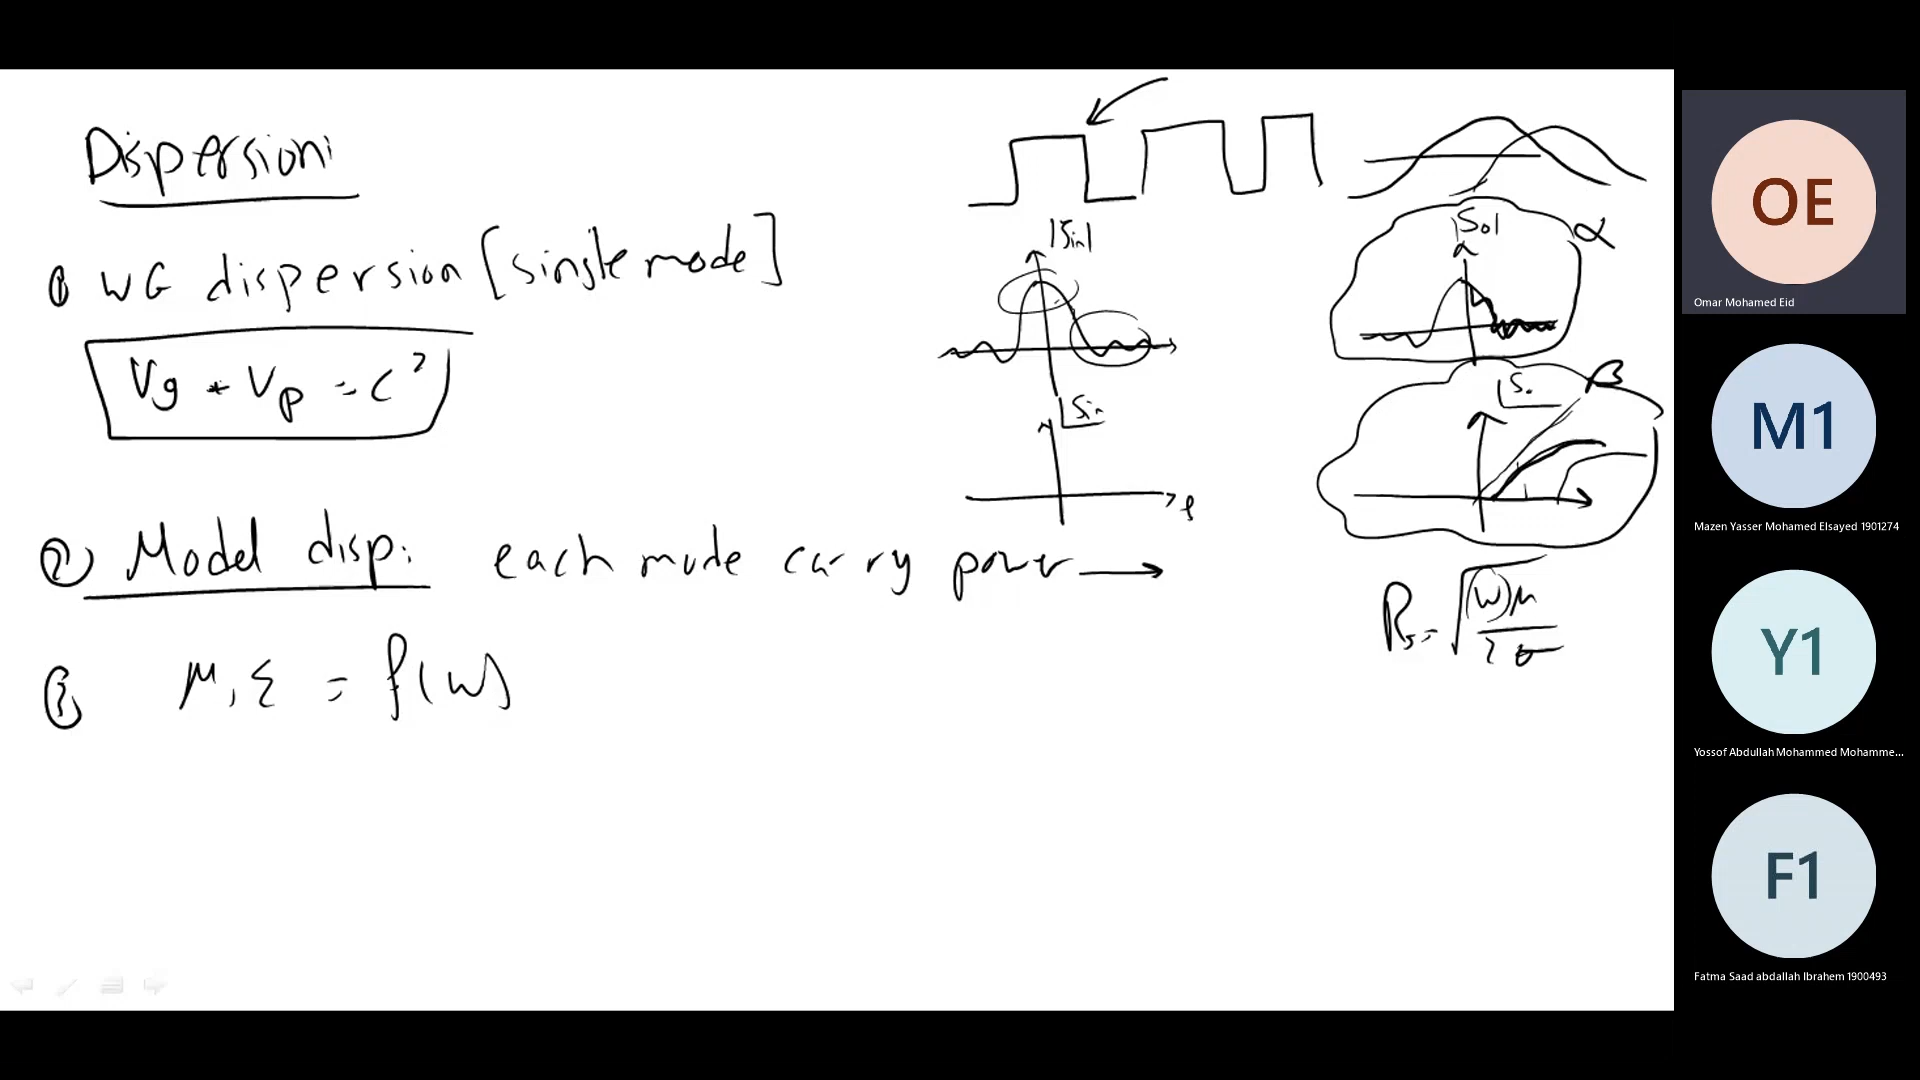 Dispersion:
① WG dispersion [single mode]
Vg * Vp = c²
② Model disp. each mode carry power →
③ μ, ε = f(ω)
|Sin|
∠Sin
f
|So|
α
∠So
β
Rs = √(ωμ/2σ)
OE
Omar Mohamed Eid
M1
Mazen Yasser Mohamed Elsayed 1901274
Y1
Yossof Abdullah Mohammed Mohamme...
F1
Fatma Saad abdallah Ibrahem 1900493